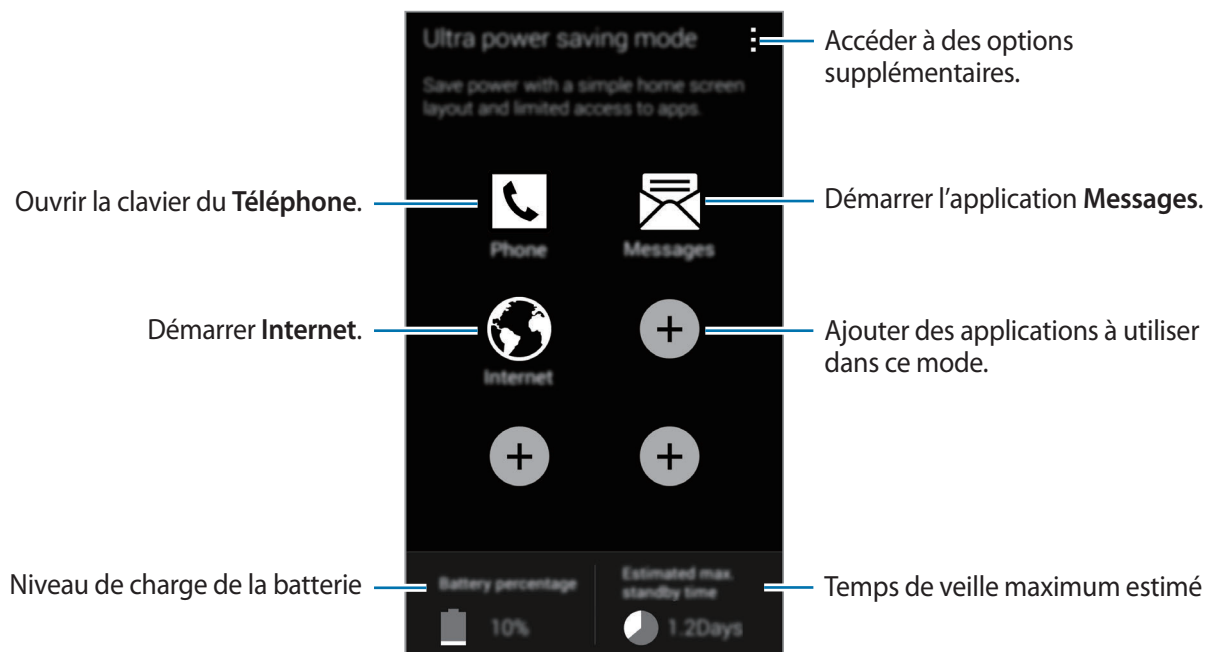 Ultra power saving mode
Accéder à des options
supplémentaires.
Save power with a simple home screen
layout and limited access to apps.
Ouvrir la clavier du Téléphone.
Démarrer l’application Messages.
Phone
Messages
Démarrer Internet.
Ajouter des applications à utiliser
dans ce mode.
Internet
Niveau de charge de la batterie
Battery percentage
10%
Estimated max.
standby time
1.2Days
Temps de veille maximum estimé